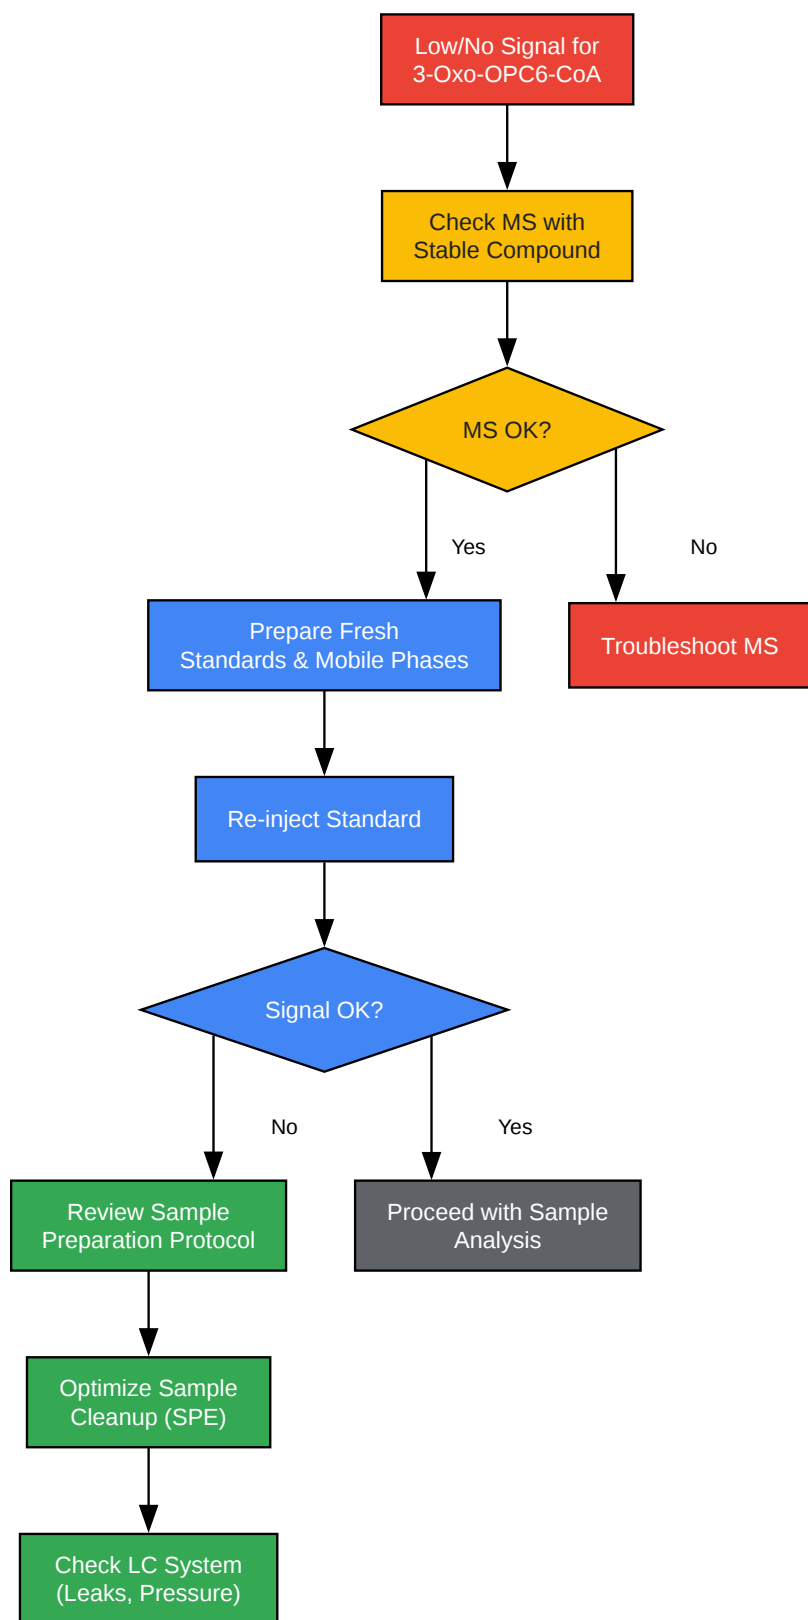 Low/No Signal for
3-Oxo-OPC6-CoA
Check MS with
Stable Compound
MS OK?
Yes
No
Prepare Fresh
Standards & Mobile Phases
Troubleshoot MS
Re-inject Standard
Signal OK?
No
Yes
Review Sample
Preparation Protocol
Proceed with Sample
Analysis
Optimize Sample
Cleanup (SPE)
Check LC System
(Leaks, Pressure)